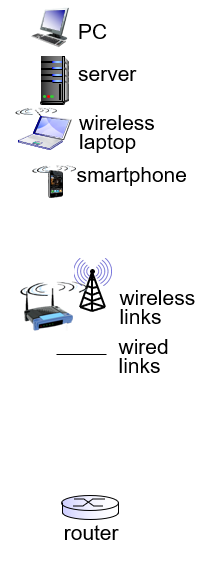 PC
server
wireless
laptop
smartphone
wireless
links
wired
links
router